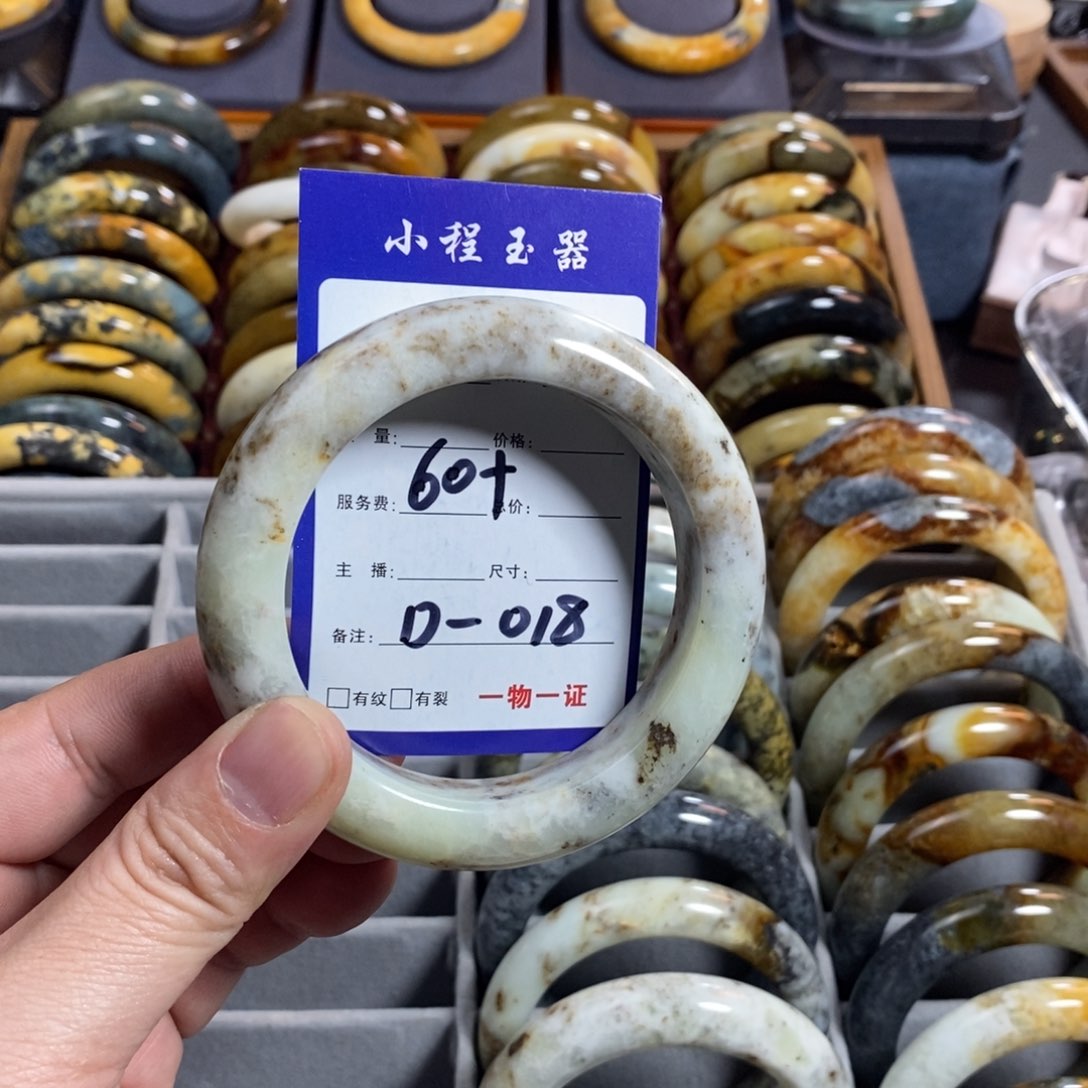 小程玉器
量: 价格:
60+
服务费: 价:
主 播: 尺寸:
备注: D-018
□有纹□有裂 一物一证